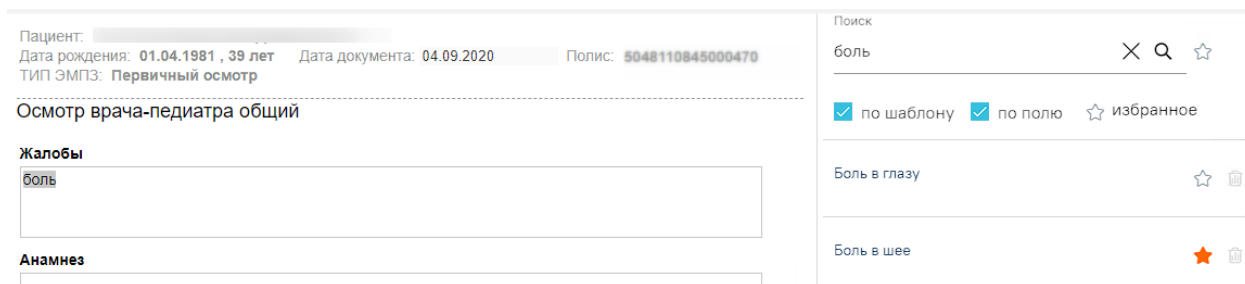 Пациент:
Дата рождения: 01.04.1981 , 39 лет Дата документа: 04.09.2020 Полис: 5048110845000470
ТИП ЭМПЗ: Первичный осмотр
Осмотр врача-педиатра общий
Жалобы
боль
Анамнез
Поиск
боль
по шаблону по полю избранное
Боль в глазу
Боль в шее